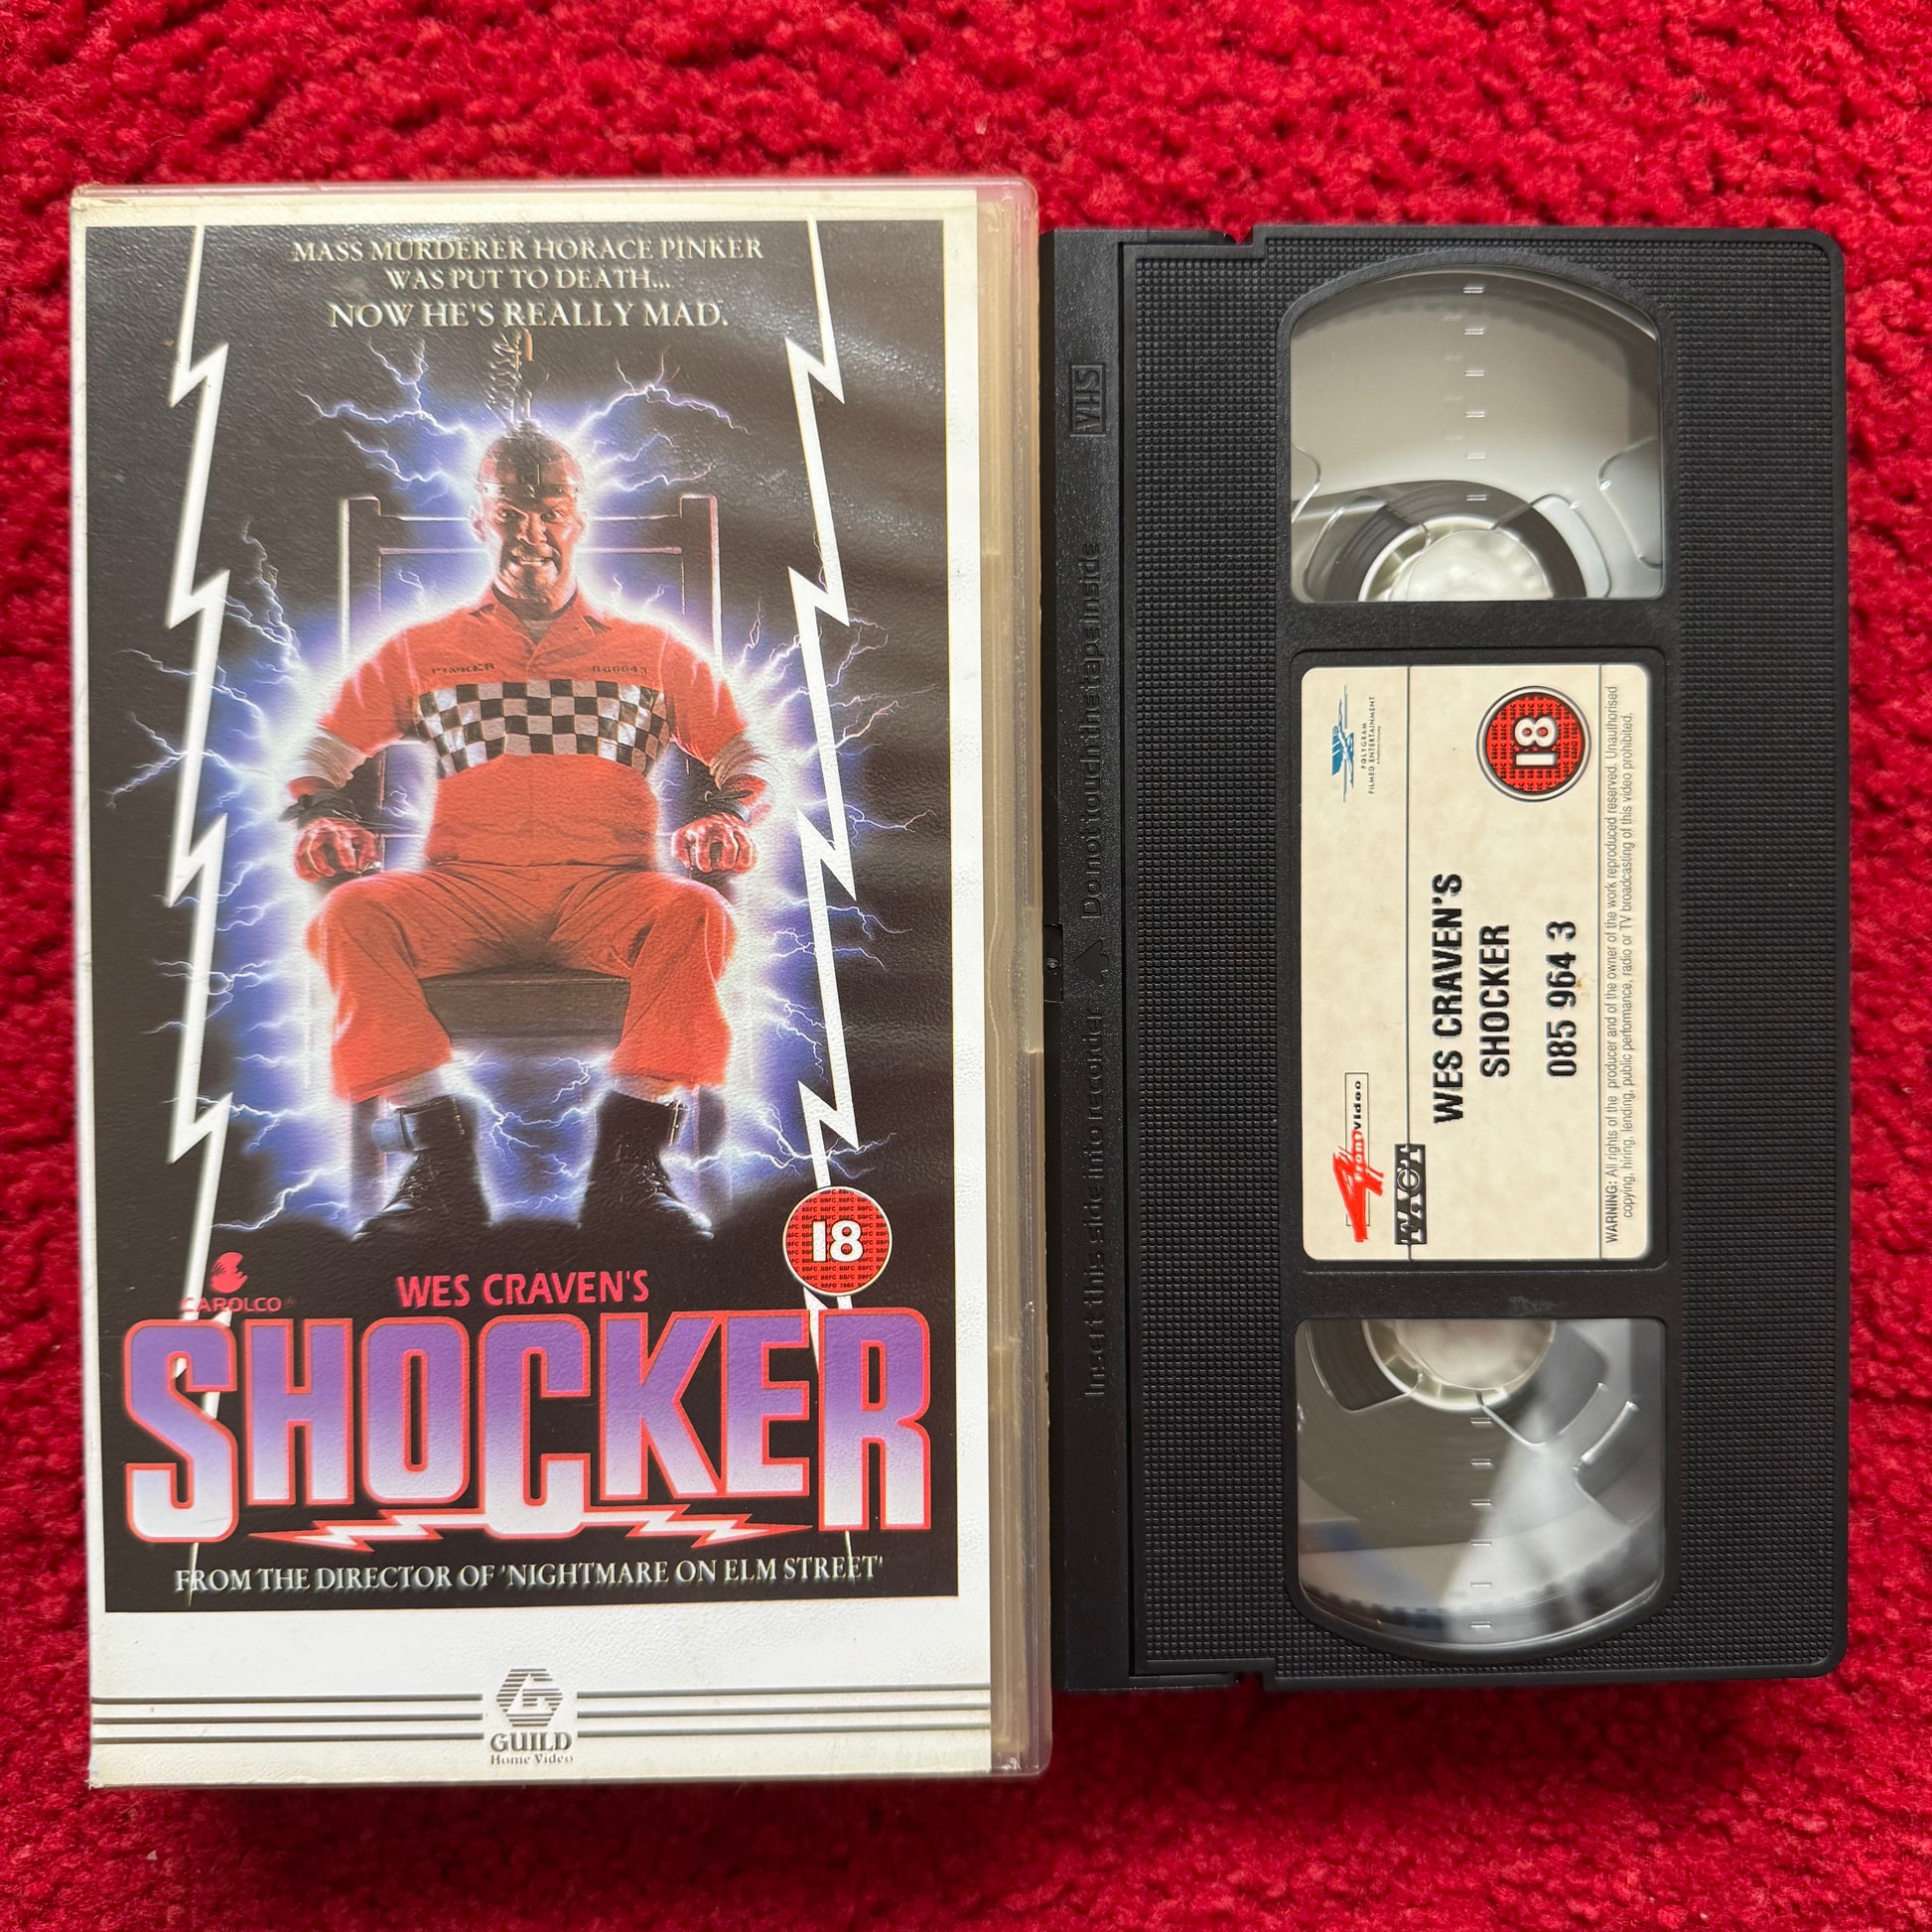 MASS MURDERER HORACE PINKER
WAS PUT TO DEATH...
NOW HE'S REALLY MAD.
PINKER
CAROLCO
WES CRAVEN'S
18
SHOCKER
FROM THE DIRECTOR OF 'NIGHTMARE ON ELM STREET'
GUILD
Home Video
VHS
Insert this side into recorder
Do not touch the tape inside
4 Front Video
FACT
POLYGRAM
FILMED ENTERTAINMENT
WES CRAVEN'S
SHOCKER
085 964 3
18
WARNING: All rights of the producer and of the owner of the work reproduced reserved. Unauthorised
copying, hiring, lending, public performance, radio or TV broadcasting of this video prohibited.